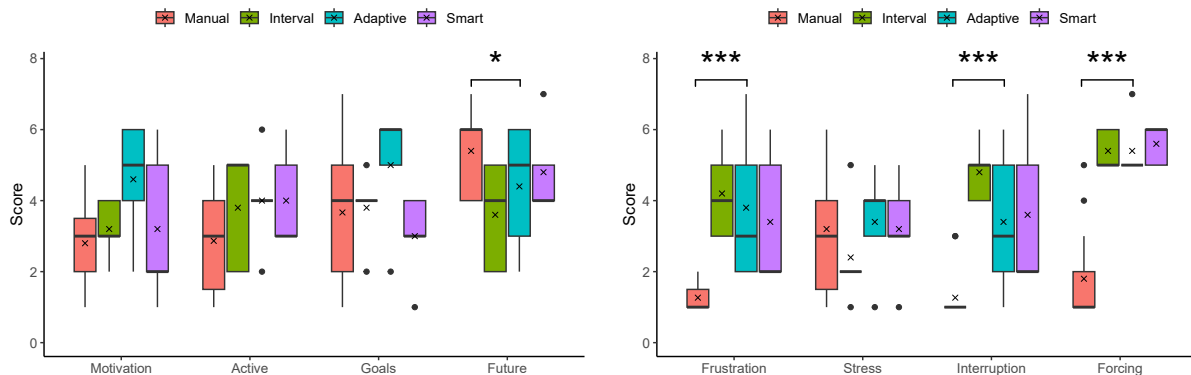 Manual Interval Adaptive Smart
*
Score
8
6
4
2
0
Motivation Active Goals Future
Manual Interval Adaptive Smart
*** *** ***
Score
8
6
4
2
0
Frustration Stress Interruption Forcing